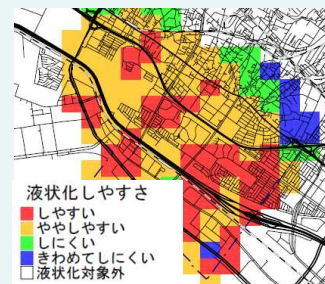 液状化しやすさ
しやすい
ややしやすい
しにくい
きわめてしにくい
液状化対象外